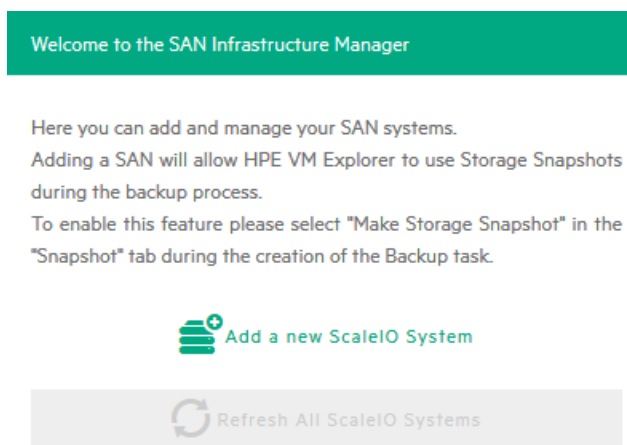 Welcome to the SAN Infrastructure Manager
Here you can add and manage your SAN systems.
Adding a SAN will allow HPE VM Explorer to use Storage Snapshots
during the backup process.
To enable this feature please select "Make Storage Snapshot" in the
"Snapshot" tab during the creation of the Backup task.
Add a new ScaleIO System
Refresh All ScaleIO Systems